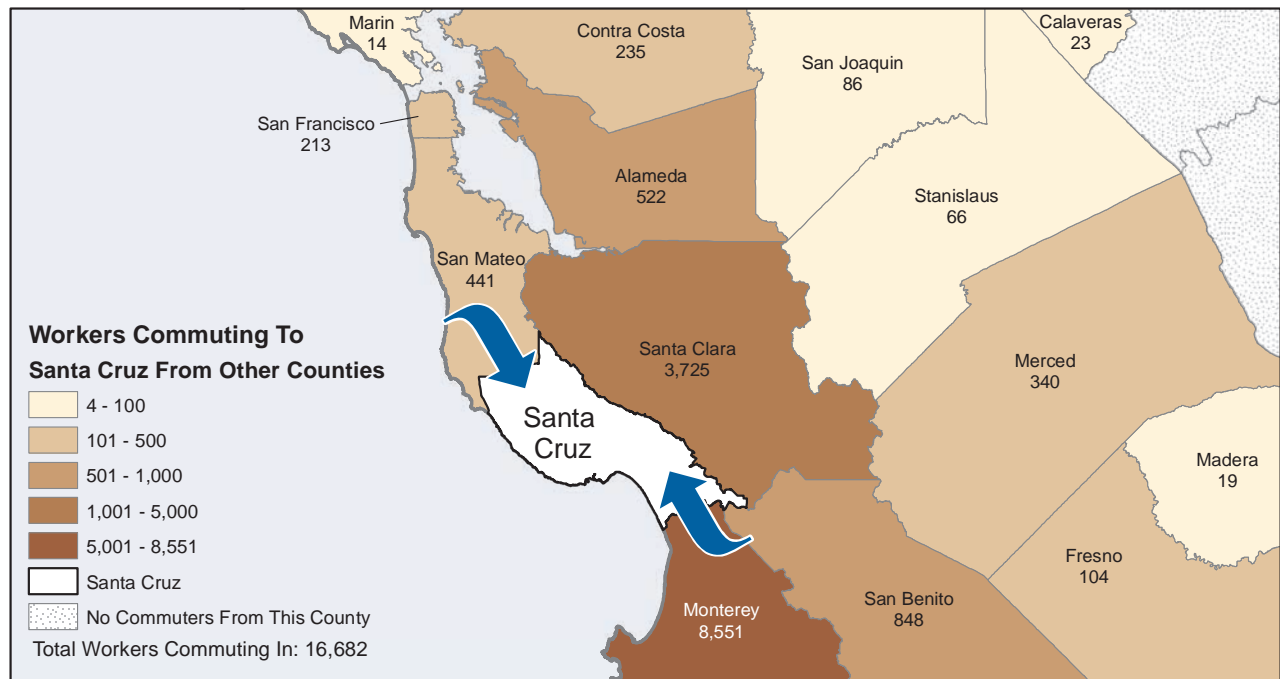 Marin
14
Contra Costa
235
Calaveras
23
San Joaquin
86
San Francisco
213
Alameda
522
Stanislaus
66
San Mateo
441
Santa Clara
3,725
Merced
340
Santa
Cruz
Madera
19
Fresno
104
San Benito
848
Monterey
8,551
Workers Commuting To
Santa Cruz From Other Counties
4 - 100
101 - 500
501 - 1,000
1,001 - 5,000
5,001 - 8,551
Santa Cruz
No Commuters From This County
Total Workers Commuting In: 16,682